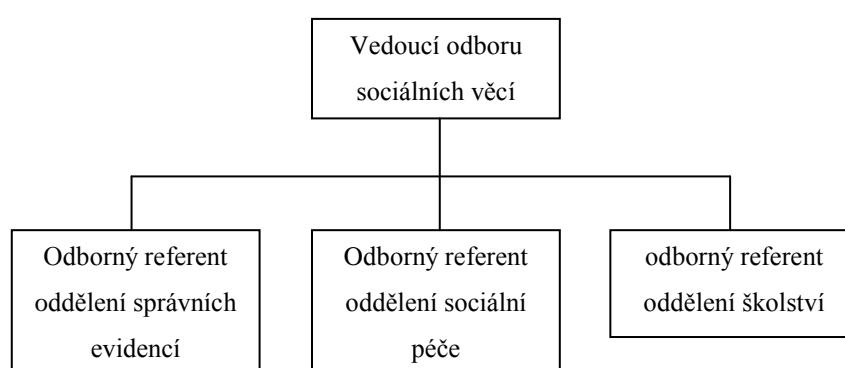 Vedoucí odboru
sociálních věcí
Odborný referent
oddělení správních
evidencí
Odborný referent
oddělení sociální
péče
odborný referent
oddělení školství